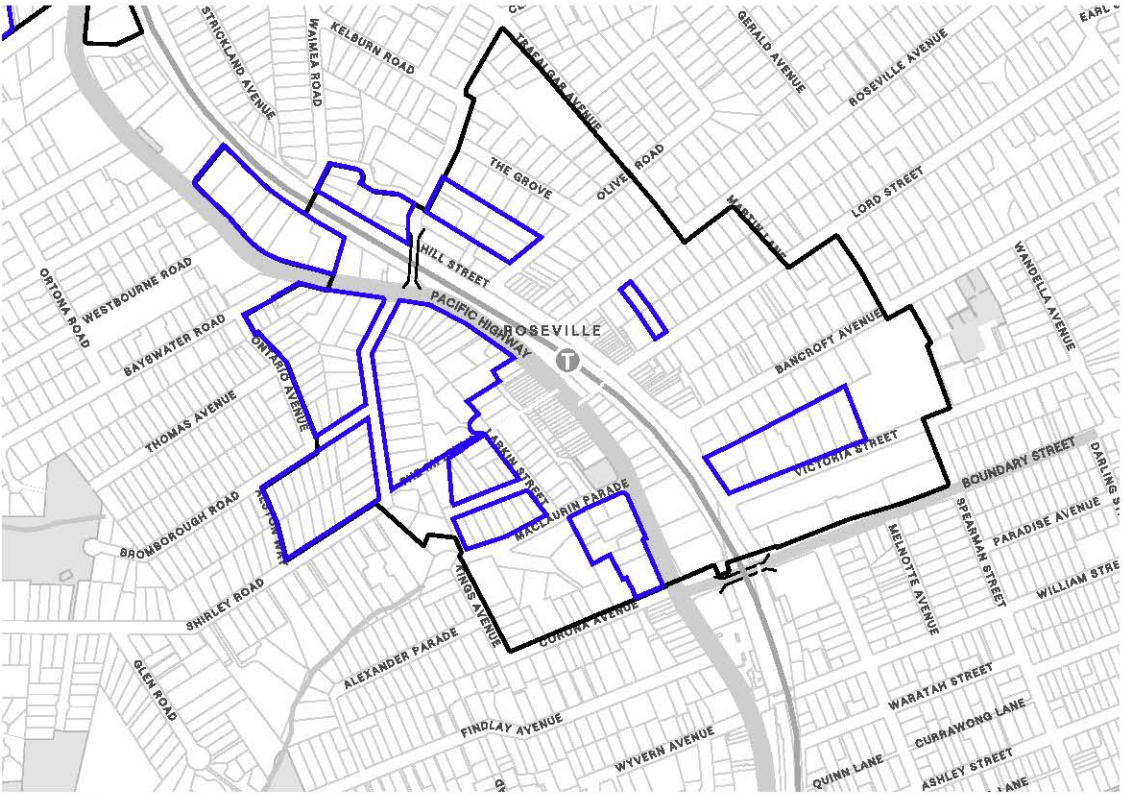 STRICKLAND AVENUE
WAIMEA ROAD
KELBURN ROAD
TRAFALGAR AVENUE
GERALD AVENUE
ROSEVILLE AVENUE
THE GROVE
ROAD
MARTIN LANE
LORD STREET
ORTONA ROAD
WESTBOURNE ROAD
BAYSWATER ROAD
HILL STREET
PACIFIC HIGHWAY
ROSEVILLE
T
WANDELLA AVENUE
BANCROFT AVENUE
ONTARIO AVENUE
THOMAS AVENUE
LARKIN STREET
MACLAURIN PARADE
VICTORIA STREET
BOUNDARY STREET
BROMBOROUGH ROAD
SHIRLEY ROAD
KINGS AVENUE
CORONA AVENUE
ALEXANDER PARADE
MELNOTTE AVENUE
SPEARMAN STREET
PARADISE AVENUE
WILLIAM STRE
GLEN ROAD
FINDLAY AVENUE
WYVERN AVENUE
WARATAH STREET
CURRAWONG LANE
QUINN LANE
ASHLEY STREET
LANE